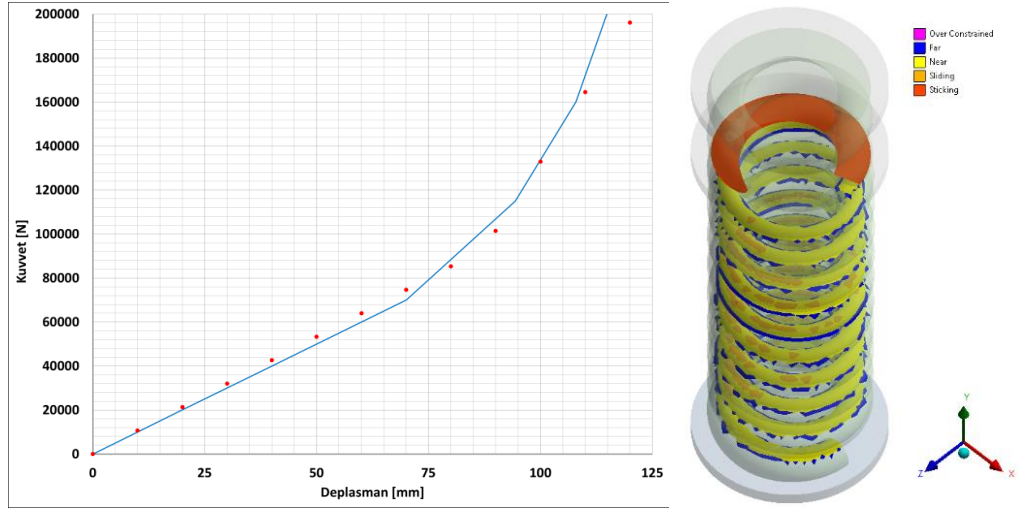 200000
180000
160000
140000
120000
100000
80000
60000
40000
20000
0
Kuvvet [N]
0 25 50 75 100 125
Deplasman [mm]
Over Constrained
Far
Near
Sliding
Sticking
Y
Z
X